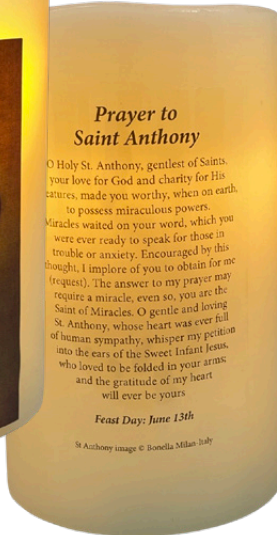 Prayer to
Saint Anthony
O Holy St. Anthony, gentlest of Saints,
your love for God and charity for His
eatures, made you worthy, when on earth,
to possess miraculous powers.
Miracles waited on your word, which you
were ever ready to speak for those in
trouble or anxiety. Encouraged by this
thought, I implore of you to obtain for me
(request). The answer to my prayer may
require a miracle, even so, you are the
Saint of Miracles. O gentle and loving
St. Anthony, whose heart was ever full
of human sympathy, whisper my petition
into the ears of the Sweet Infant Jesus,
who loved to be folded in your arms;
and the gratitude of my heart
will ever be yours
Feast Day: June 13th
St Anthony image © Bonella Milan-Italy